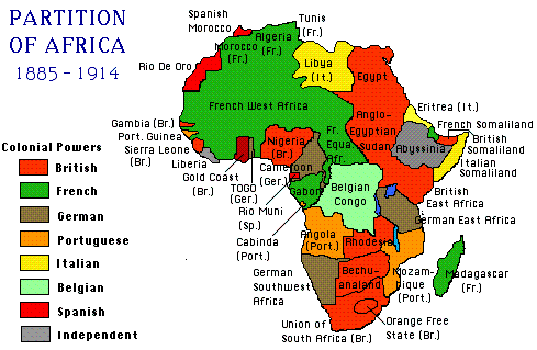 PARTITION
OF AFRICA
1885 - 1914
Spanish
Morocco
Tunis
(Fr.)
Morocco
(Fr.)
Algeria
(Fr.)
Rio De Oro
Libya
(It.)
Egypt
French West Africa
Anglo-
Egyptian
Sudan
Eritrea (It.)
French Somaliland
British
Somaliland
Italian
Somaliland
Abyssinia
Gambia (Br.)
Port. Guinea
Sierra Leone
(Br.)
Liberia
Gold Coast
(Br.)
TOGO
(Ger.)
Nigeria
(Br.)
Cameroon
(Ger.)
Fr.
Equa.
Afr.
Rio Muni
(Sp.)
Gabon
Cabinda
(Port.)
Belgian
Congo
British
East Africa
German East Africa
Angola
(Port.)
Rhodesia
German
Southwest
Africa
Bechu-
analand
Mozam-
bique
(Port.)
Madagascar
(Fr.)
Union of
South Africa (Br.)
Orange Free
State (Br.)
Colonial Powers
British
French
German
Portuguese
Italian
Belgian
Spanish
Independent